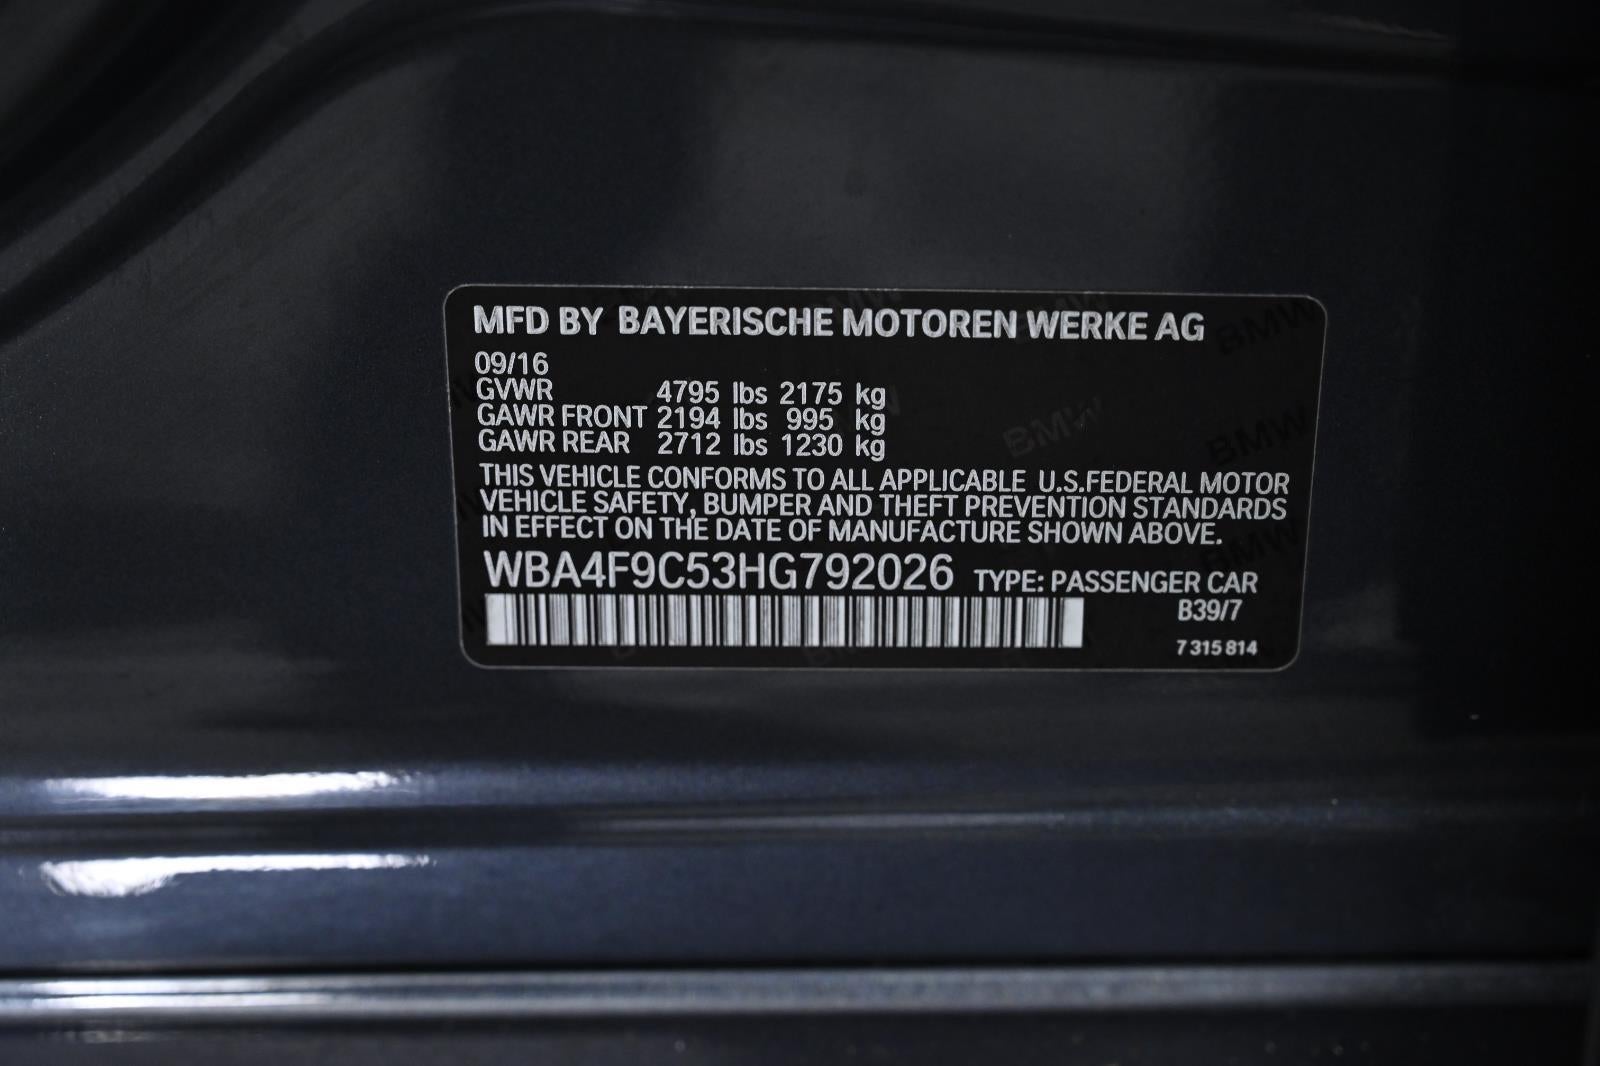 MFD BY BAYERISCHE MOTOREN WERKE AG
09/16
GVWR 4795 lbs 2175 kg
GAWR FRONT 2194 lbs 995 kg
GAWR REAR 2712 lbs 1230 kg
THIS VEHICLE CONFORMS TO ALL APPLICABLE U.S.FEDERAL MOTOR
VEHICLE SAFETY, BUMPER AND THEFT PREVENTION STANDARDS
IN EFFECT ON THE DATE OF MANUFACTURE SHOWN ABOVE.
WBA4F9C53HG792026 TYPE: PASSENGER CAR
B39/7
7 315 814